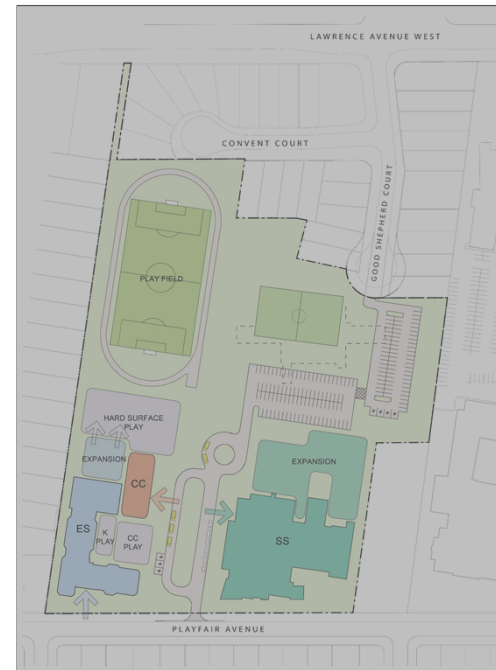 LAWRENCE AVENUE WEST
CONVENT COURT
GOOD SHEPHERD COURT
PLAY FIELD
HARD SURFACE
PLAY
EXPANSION
CC
EXPANSION
ES
K
PLAY
CC
PLAY
SS
PLAYFAIR AVENUE